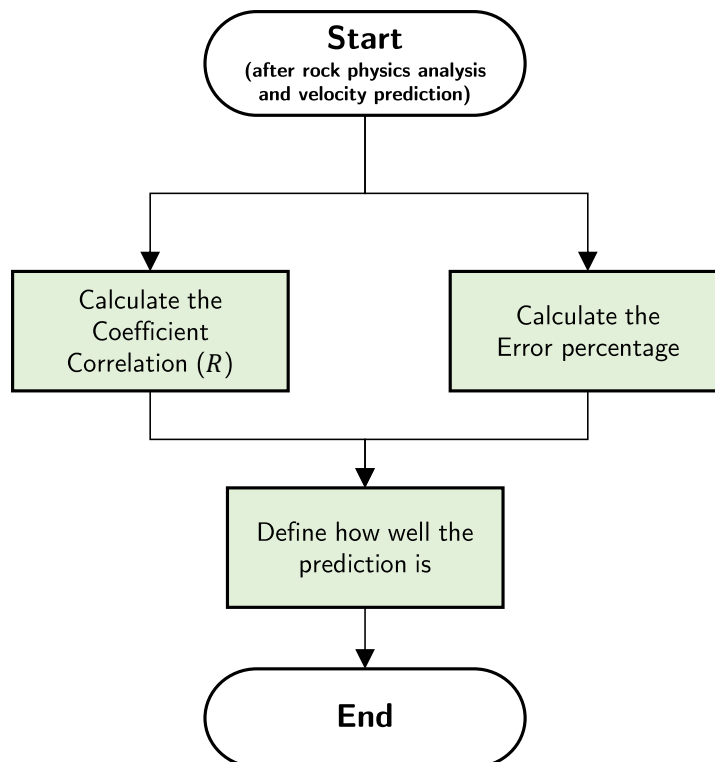 Start
(after rock physics analysis
and velocity prediction)
Calculate the
Coefficient
Correlation (R)
Calculate the
Error percentage
Define how well the
prediction is
End